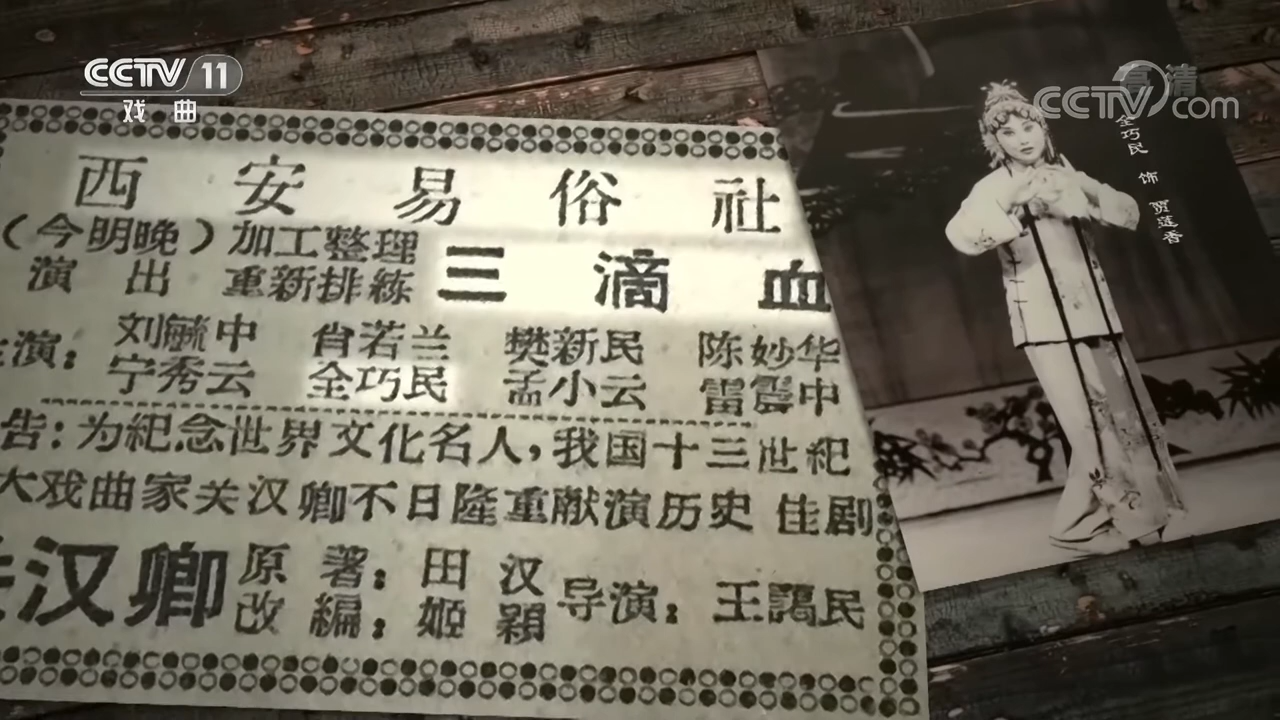 CCTV 11
戏曲
高清
CCTV.com
西安易俗社
(今明晚) 加工整理
演出 重新排练
三滴血
主演: 刘毓中 肖若兰 樊新民 陈妙华
宁秀云 全巧民 孟小云 雷震中
告:为纪念世界文化名人,我国十三世纪
大戏曲家关汉卿不日隆重献演历史佳剧
关汉卿 原著:田汉
改編:姬穎
导演:王藹民
全巧民 饰 贾莲香